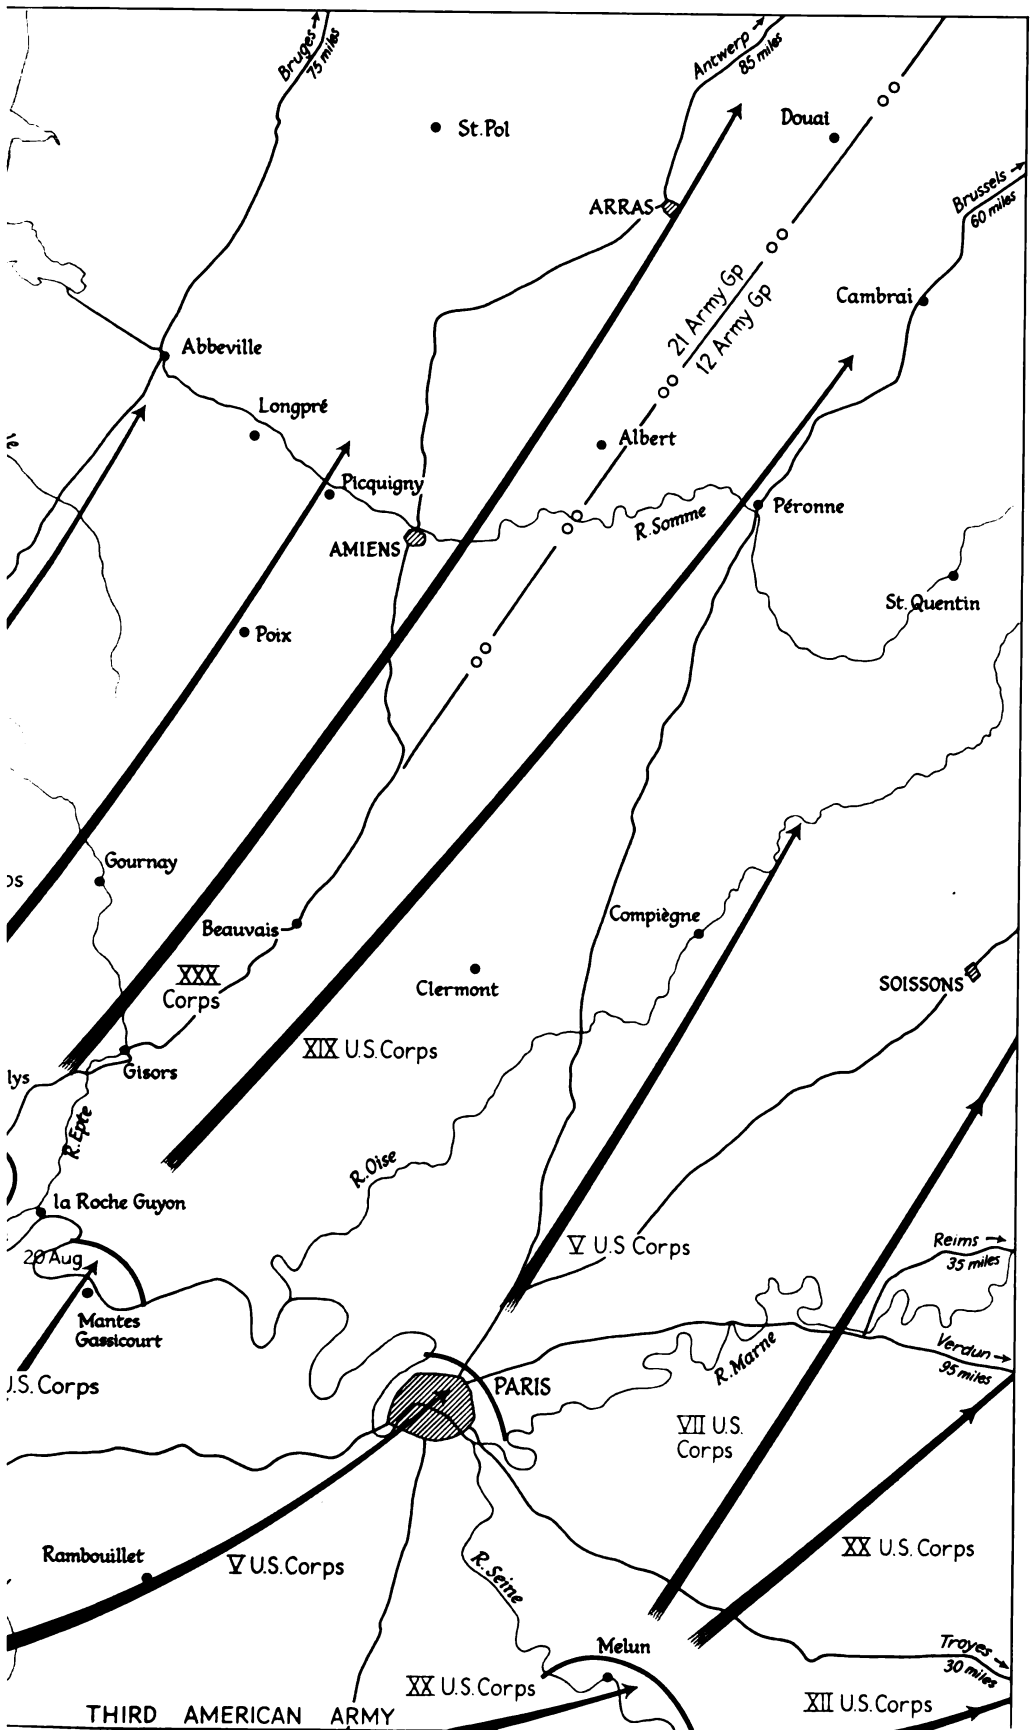 Bruges →
75 miles
Antwerp →
85 miles
St.Pol
Douai
ARRAS
Brussels →
60 miles
21 Army Gp
12 Army Gp
Cambrai
Abbeville
Longpré
Albert
Picquigny
R.Somme
Péronne
AMIENS
St.Quentin
Poix
Gournay
os
Compiègne
Beauvais
XXX
Corps
Clermont
SOISSONS
XIX U.S.Corps
lys
Gisors
R.Epte
R.Oise
la Roche Guyon
V U.S Corps
Reims →
35 miles
20 Aug
Mantes
Gassicourt
R.Marne
Verdun →
95 miles
U.S.Corps
PARIS
VII U.S.
Corps
XX U.S.Corps
Rambouillet
V U.S.Corps
R.Seine
Melun
Troyes →
30 miles
XX U.S.Corps
XII U.S.Corps
THIRD AMERICAN ARMY